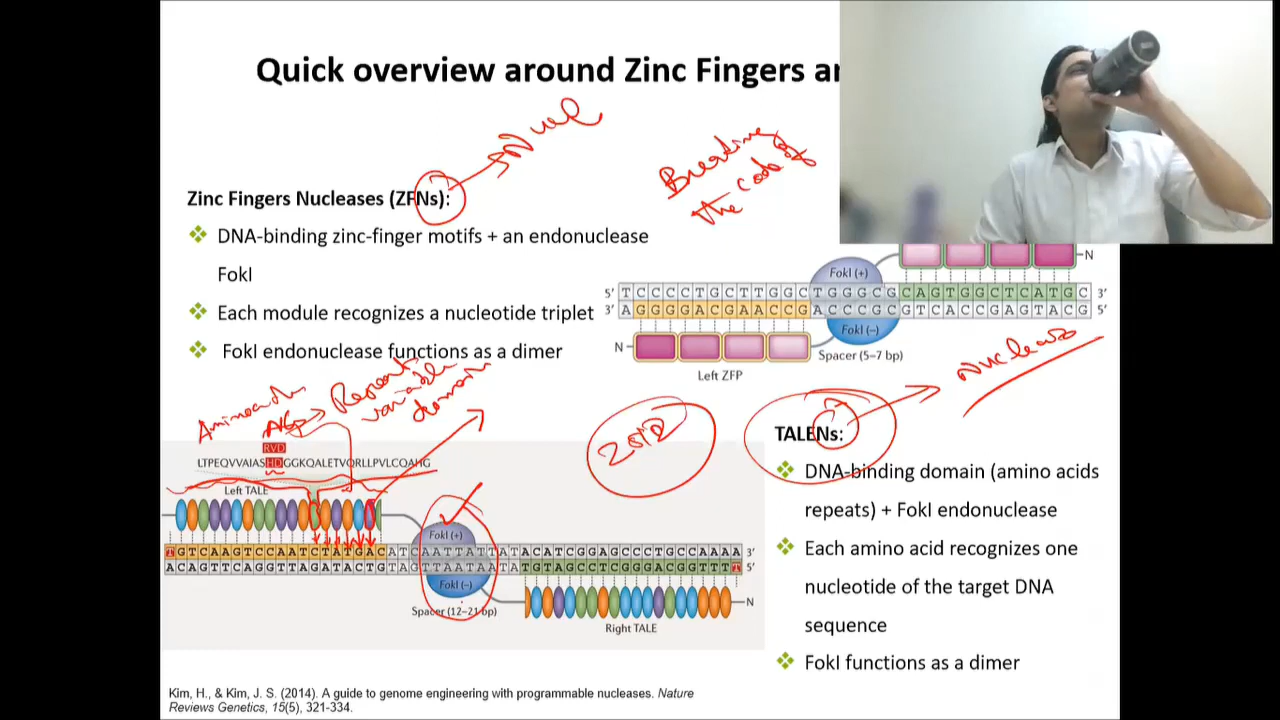 Quick overview around Zinc Fingers
Nucl
Breaking
the code of
Zinc Fingers Nucleases (ZFNs):
DNA-binding zinc-finger motifs + an endonuclease
FokI
Each module recognizes a nucleotide triplet
FokI endonuclease functions as a dimer
N
FokI (+)
5' TCCCCTGCTTGGCTGGGCGCAGTGGCTCATGC 3'
3' AGGGGACGAACCGACCCGCGTCACCGAGTACG 5'
FokI (–)
N
Spacer (5–7 bp)
Left ZFP
Nuclease
Repeat
variable
domain
RVD
LTPEQVVAIASHDGGKQALETVQRLLPVLCQAHG
Left TALE
FokI (+)
TGTCAAGTCCAATCTATGACATCAATTATTATACATCGGAGCCCTGCCAAAAA 3'
ACAGTTCAGGTTAGATACTGTAGTTAATAATATGTAGCCTCGGGACGGTTTT 5'
FokI (–)
Spacer (12–21 bp)
N
Right TALE
TALENs:
DNA-binding domain (amino acids
repeats) + FokI endonuclease
Each amino acid recognizes one
nucleotide of the target DNA
sequence
FokI functions as a dimer
Kim, H., & Kim, J. S. (2014). A guide to genome engineering with programmable nucleases. Nature
Reviews Genetics, 15(5), 321-334.